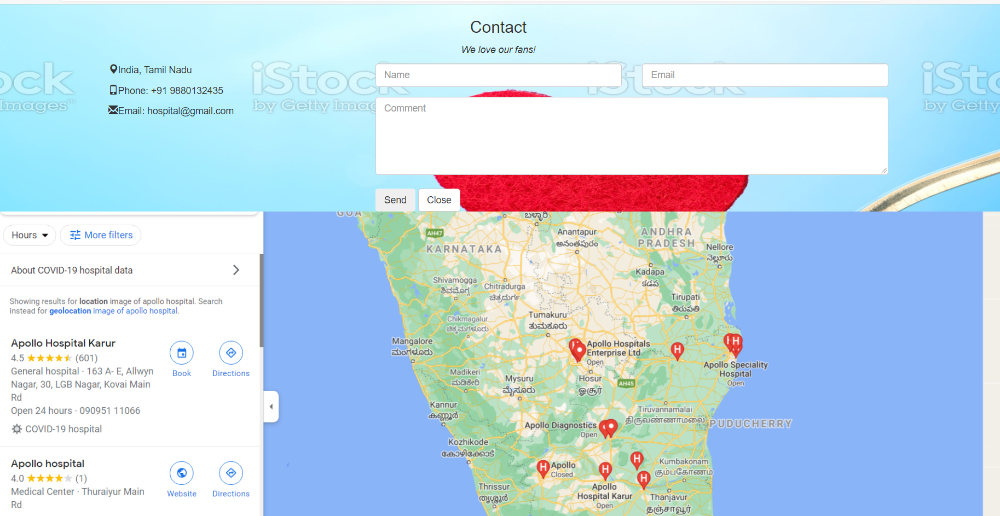 Contact
We love our fans!
India, Tamil Nadu
Phone: +91 9880132435
Email: hospital@gmail.com
Name
Email
Comment
Send
Close
iStock
by Getty Images™
Hours
More filters
About COVID-19 hospital data
Showing results for location image of apollo hospital. Search
instead for geolocation image of apollo hospital.
Apollo Hospital Karur
4.5 (601)
General hospital · 163 A- E, Allwyn
Nagar, 30, LGB Nagar, Kovai Main
Rd
Open 24 hours · 090951 11066
COVID-19 hospital
Book
Directions
Apollo hospital
4.0 (1)
Medical Center · Thuraiyur Main
Rd
Website
Directions
GOA
ಬಳ್ಳಾರಿ
AH47
KARNATAKA
Anantapur
అనంతపురం
ANDHRA
PRADESH
Nellore
నెల్లూరు
Kadapa
కడప
Shivamogga
ಶಿವಮೊಗ್ಗ
Chitradurga
ಚಿತ್ರದುರ್ಗ
Tirupati
తిరుపతి
Tumakuru
ತುಮಕೂರು
Chikmagalur
ಚಿಕ್ಕಮಗಳೂರು
Mangalore
ಮಂಗಳೂರು
Apollo Hospitals
Enterprise Ltd
Open
H
H
H
H
Apollo Speciality
Hospital
Open
Madikeri
ಮಡಿಕೇರಿ
Mysuru
ಮೈಸೂರು
Hosur
ஓசூர்
AH45
Kannur
കണ്ണൂർ
Tiruvannamalai
திருவண்ணாமலை
PUDUCHERRY
Apollo Diagnostics
Open
Kozhikode
കോഴിക്കോട്
H
Apollo
Closed
H
H
H
Apollo
Hospital Karur
Open
Kumbakonam
கும்பகோணம்
Thrissur
തൃശ്ശൂർ
Thanjavur
தஞ்சாவூர்